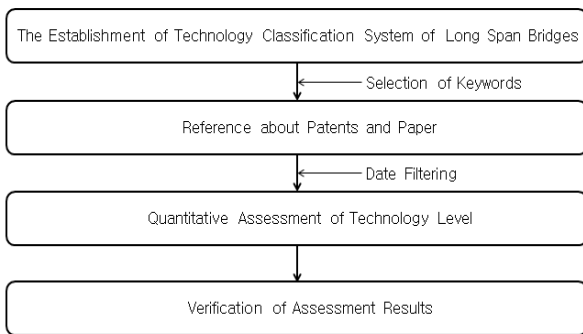 The Establishment of Technology Classification System of Long Span Bridges
Selection of Keywords
Reference about Patents and Paper
Date Filtering
Quantitative Assessment of Technology Level
Verification of Assessment Results